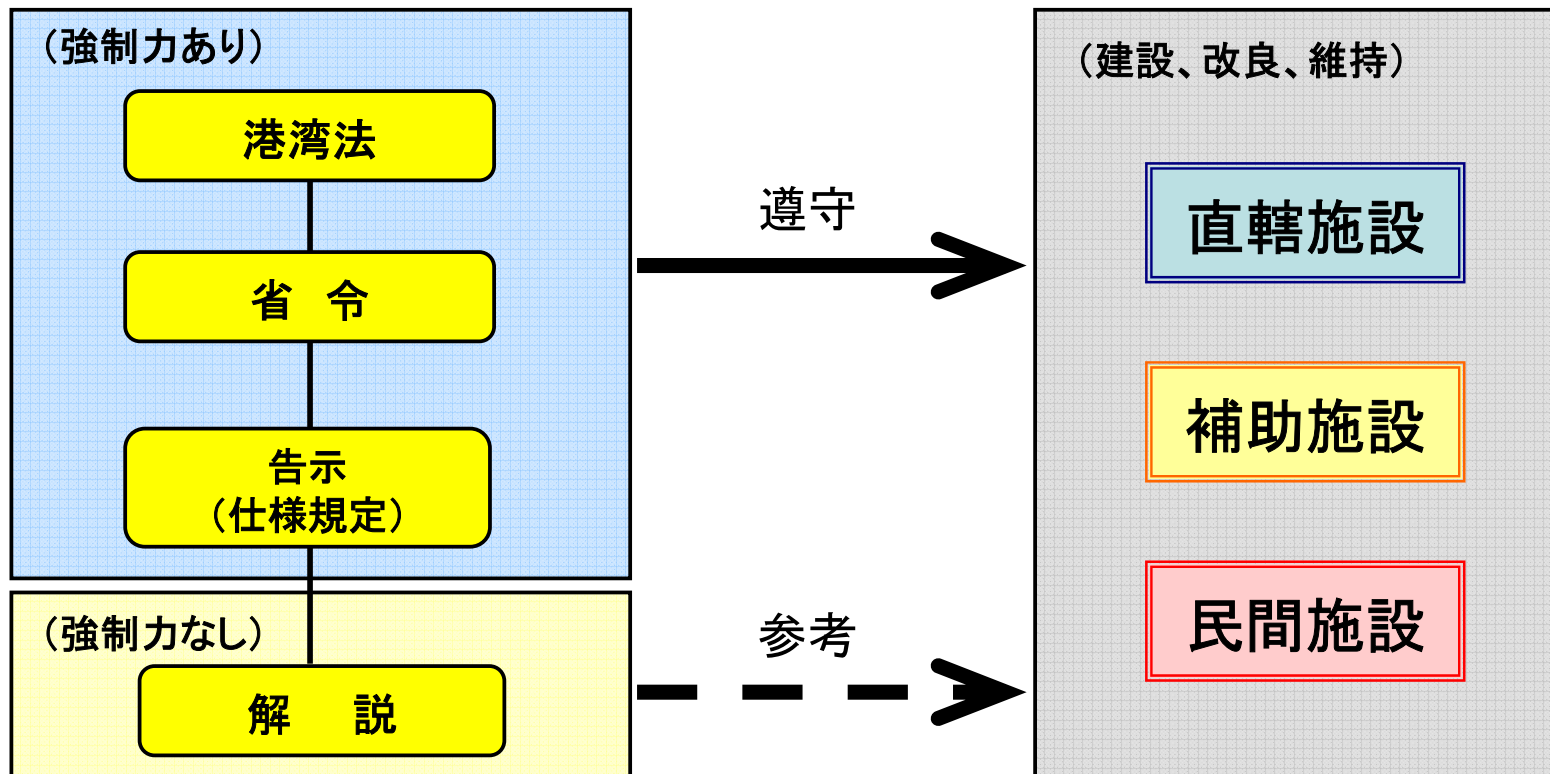 （強制力あり）
港湾法
省　令
告示
（仕様規定）
（強制力なし）
解　説
遵守
参考
（建設、改良、維持）
直轄施設
補助施設
民間施設